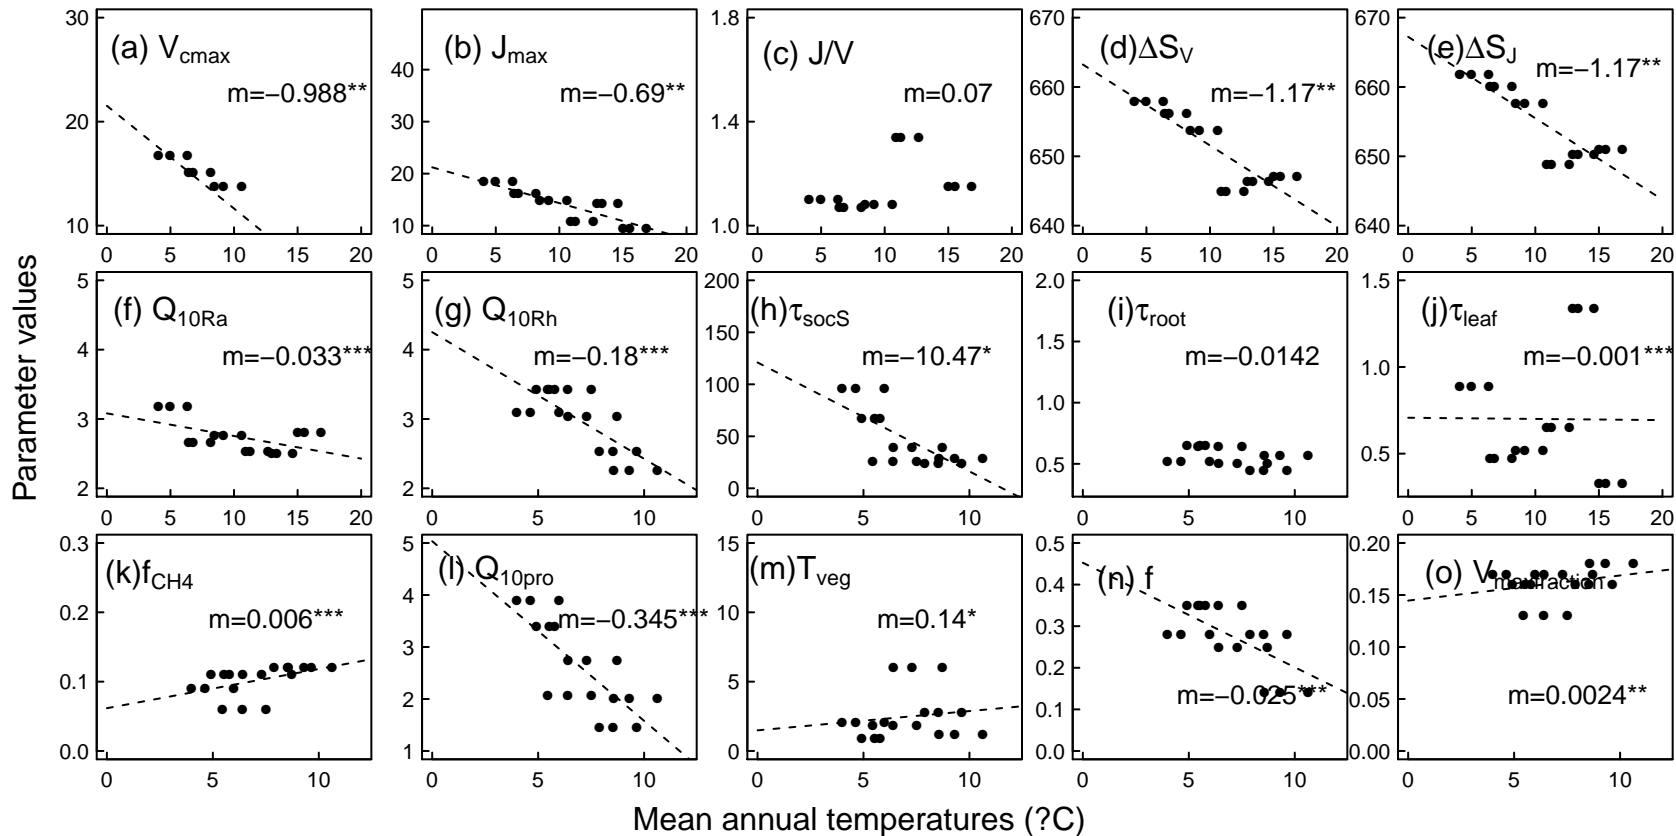 Parameter values
30
20
10
0 5 10 15 20
(a) Vcmax
m=−0.988**
40
30
20
10
0 5 10 15 20
(b) Jmax
m=−0.69**
1.8
1.4
1.0
0 5 10 15 20
(c) J/V
m=0.07
670
660
650
640
0 5 10 15 20
(d)ΔSV
m=−1.17**
670
660
650
640
0 5 10 15 20
(e)ΔSJ
m=−1.17**
5
4
3
2
0 5 10 15 20
(f) Q10Ra
m=−0.033***
5
4
3
2
0 5 10
(g) Q10Rh
m=−0.18***
200
150
100
50
0
0 5 10
(h)τsocS
m=−10.47*
2.0
1.5
1.0
0.5
0 5 10
(i)τroot
m=−0.0142
1.5
1.0
0.5
0 5 10 15 20
(j)τleaf
m=−0.001***
0.3
0.2
0.1
0.0
0 5 10
(k)fCH4
m=0.006***
5
4
3
2
1
0 5 10
(l) Q10pro
m=−0.345***
15
10
5
0
0 5 10
(m)Tveg
m=0.14*
0.5
0.4
0.3
0.2
0.1
0.0
0 5 10
(n) f
m=−0.025***
0.20
0.15
0.10
0.05
0.00
0 5 10
(o) Vmaxfraction
m=0.0024**
Mean annual temperatures (?C)